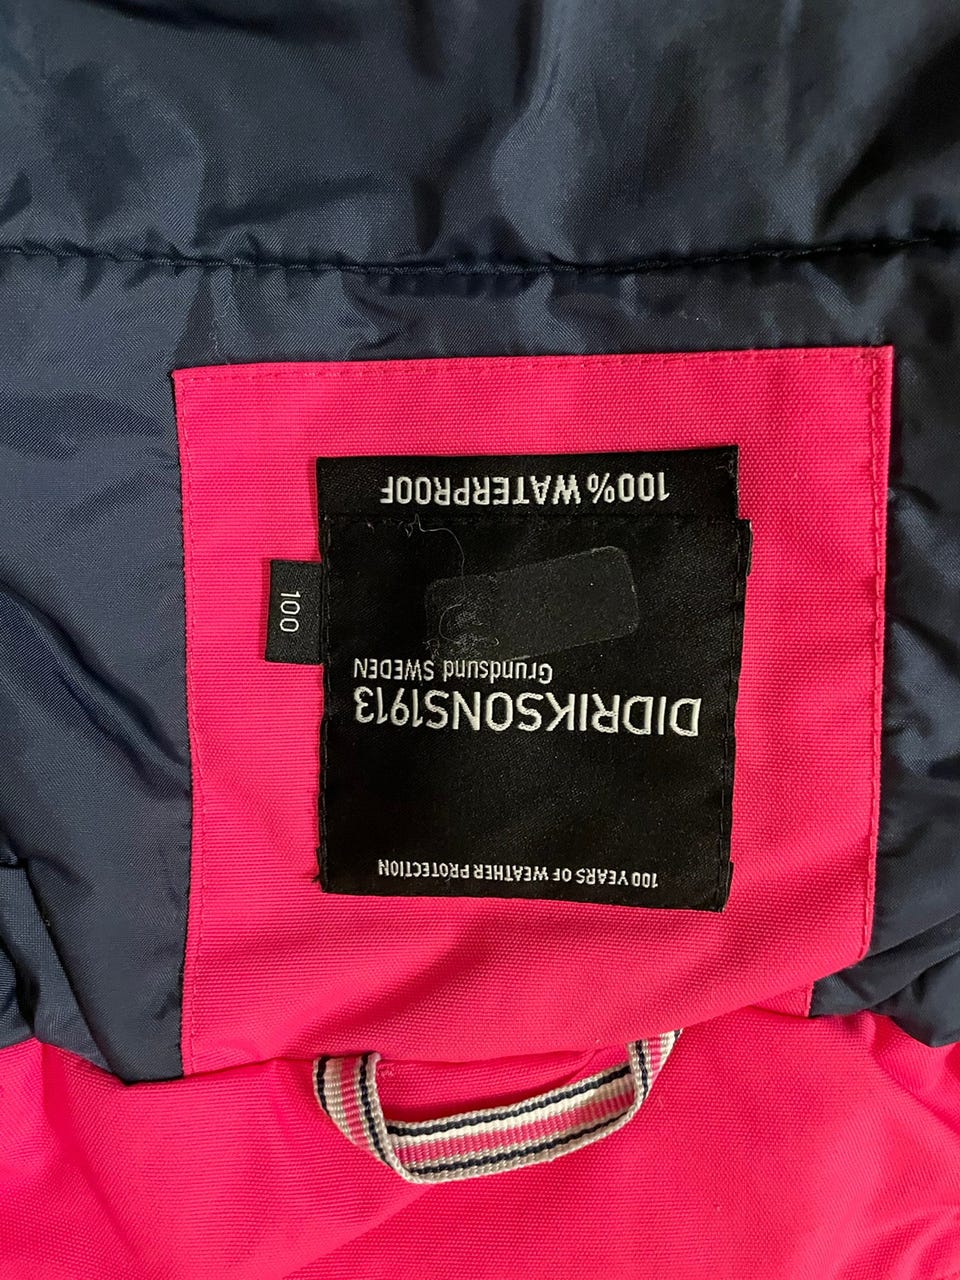 100 YEARS OF WEATHER PROTECTION
DIDRIKSONS1913
Grundsund SWEDEN
100% WATERPROOF
100